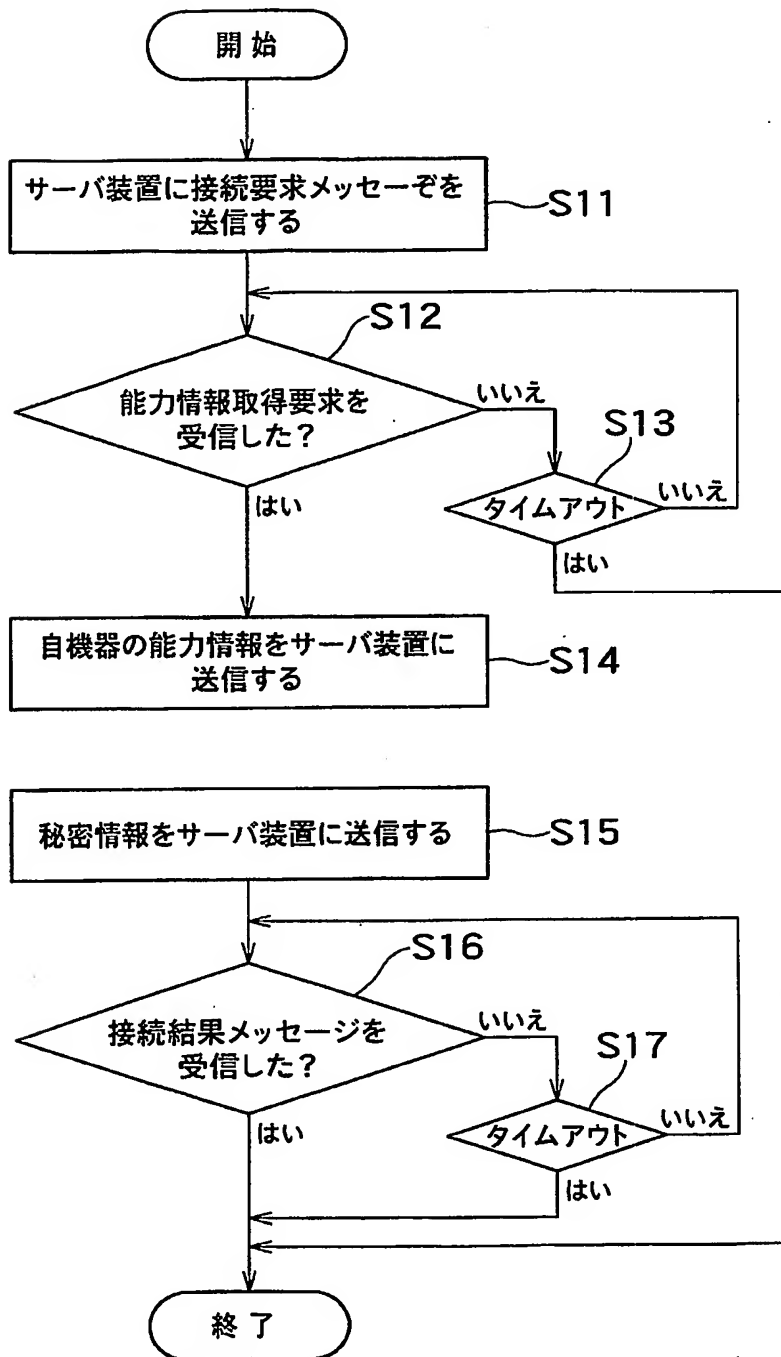 開始
サーバ装置に接続要求メッセーぞを
送信する
S11
S12
能力情報取得要求を
受信した？
いいえ
S13
タイムアウト
いいえ
はい
はい
自機器の能力情報をサーバ装置に
送信する
S14
秘密情報をサーバ装置に送信する
S15
S16
接続結果メッセージを
受信した？
いいえ
S17
タイムアウト
いいえ
はい
はい
終了